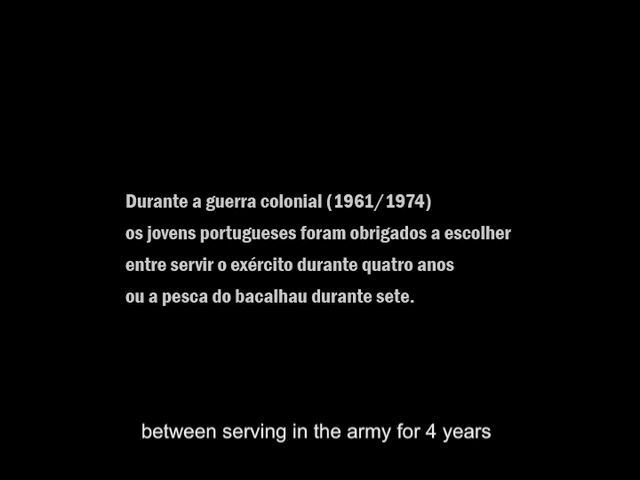 Durante a guerra colonial (1961/1974)
os jovens portugueses foram obrigados a escolher
entre servir o exército durante quatro anos
ou a pesca do bacalhau durante sete.
between serving in the army for 4 years